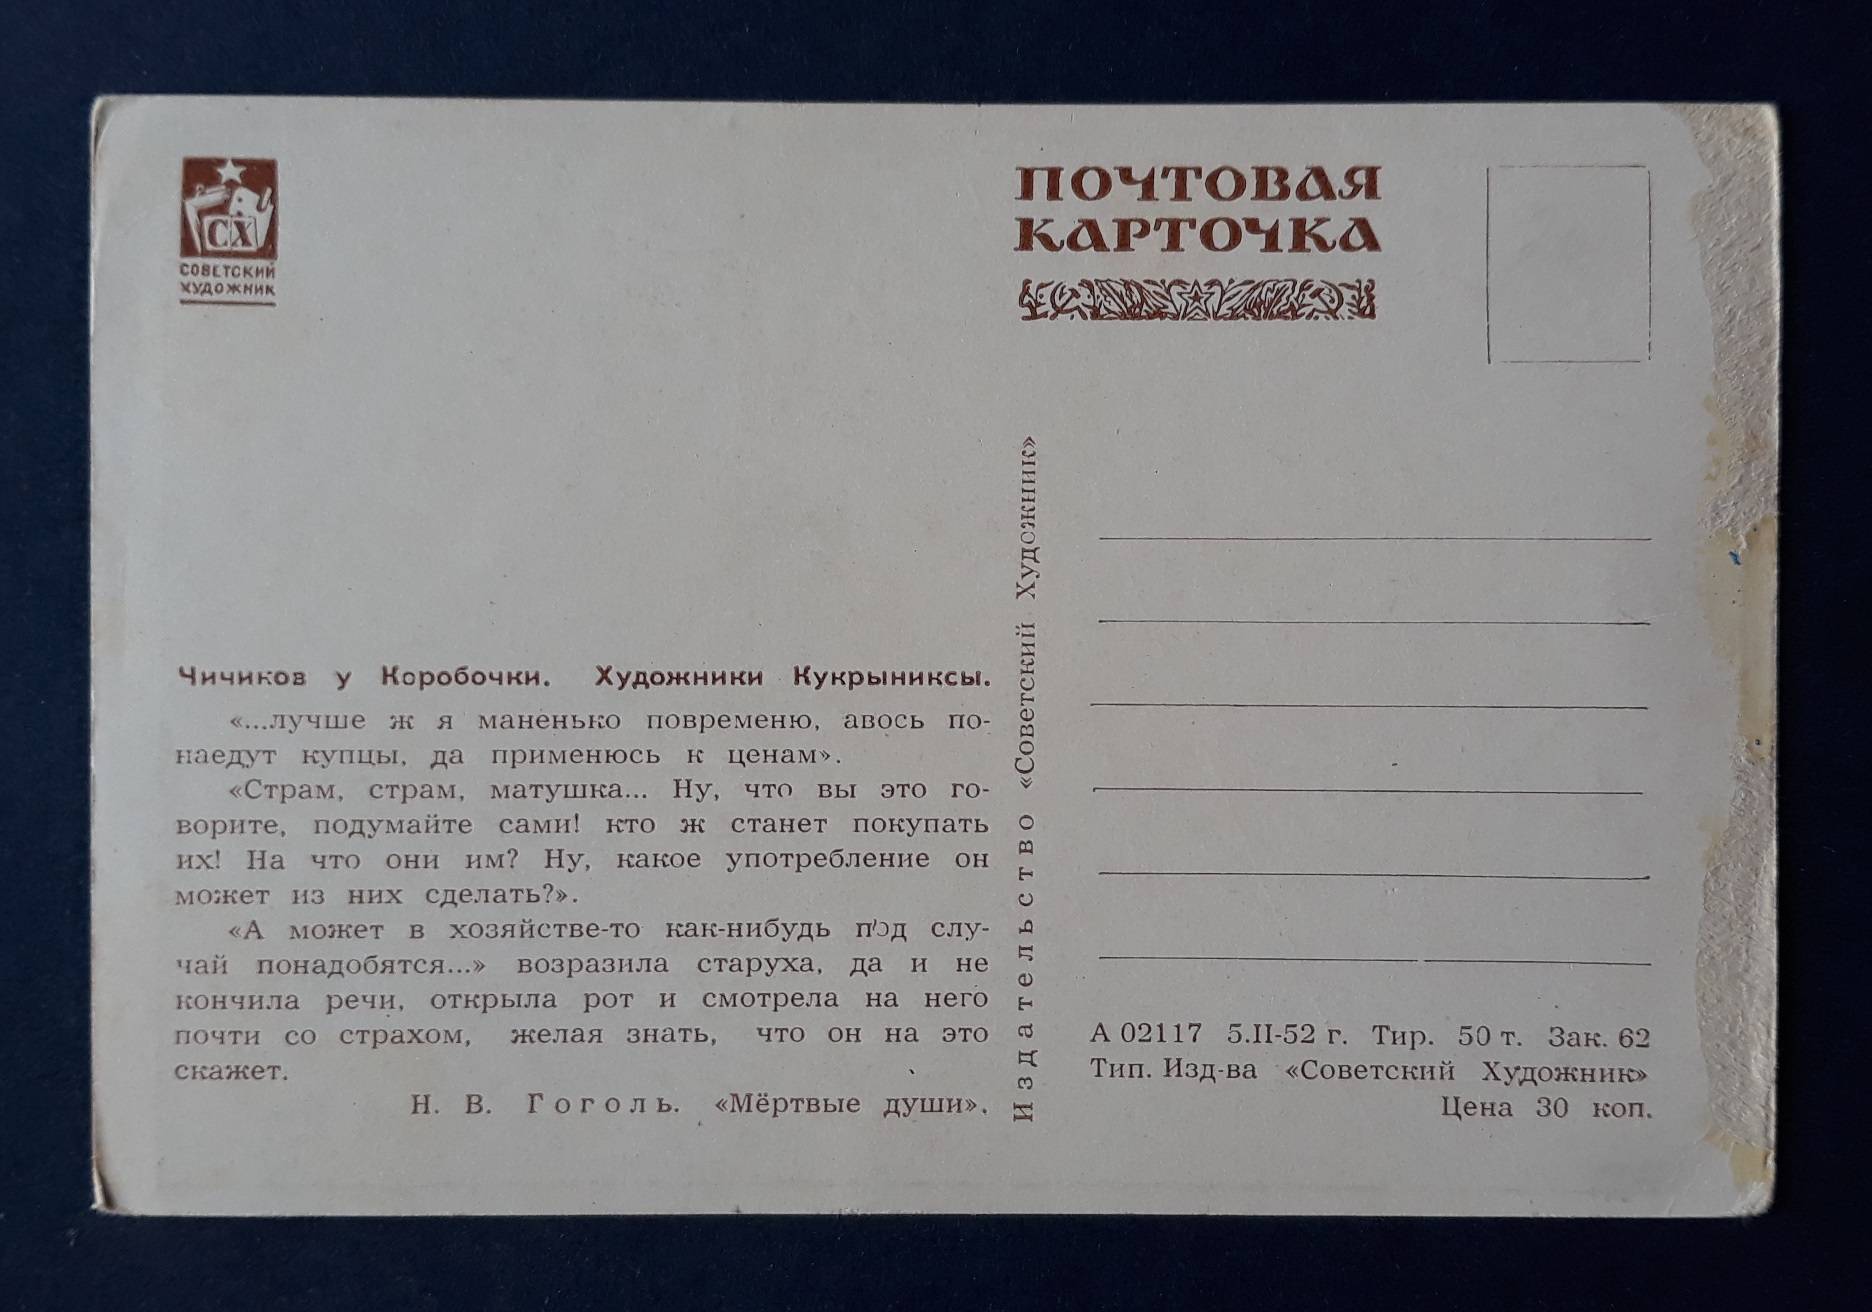 СХ
СОВЕТСКИЙ
ХУДОЖНИК
ПОЧТОВАЯ
КАРТОЧКА
Чичиков у Коробочки. Художники Кукрыниксы.
«...лучше ж я маненько повременю, авось по-
наедут купцы, да применюсь к ценам».
«Страм, страм, матушка... Ну, что вы это го-
ворите, подумайте сами! кто ж станет покупать
их! На что они им? Ну, какое употребление он
может из них сделать?».
«А может в хозяйстве-то как-нибудь под слу-
чай понадобятся...» возразила старуха, да и не
кончила речи, открыла рот и смотрела на него
почти со страхом, желая знать, что он на это
скажет.
Н. В. Гоголь. «Мёртвые души».
Издательство «Советский Художник»
А 02117 5.II-52 г. Тир. 50 т. Зак. 62
Тип. Изд-ва «Советский Художник»
Цена 30 коп.